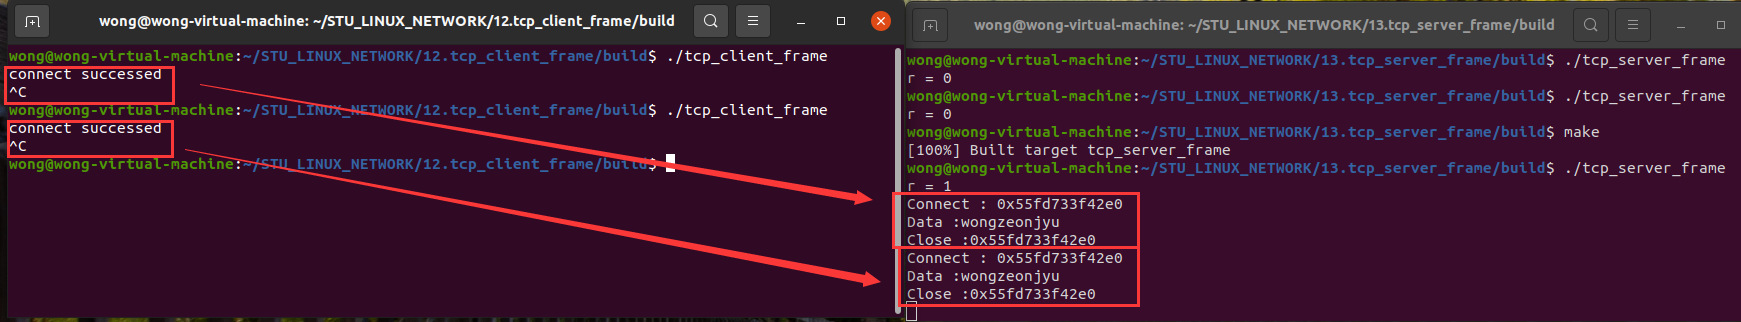 wong@wong-virtual-machine: ~/STU_LINUX_NETWORK/12.tcp_client_frame/build
wong@wong-virtual-machine:~/STU_LINUX_NETWORK/12.tcp_client_frame/build$ ./tcp_client_frame
connect successed
^C
wong@wong-virtual-machine:~/STU_LINUX_NETWORK/12.tcp_client_frame/build$ ./tcp_client_frame
connect successed
^C
wong@wong-virtual-machine:~/STU_LINUX_NETWORK/12.tcp_client_frame/build$
wong@wong-virtual-machine: ~/STU_LINUX_NETWORK/13.tcp_server_frame/build
wong@wong-virtual-machine:~/STU_LINUX_NETWORK/13.tcp_server_frame/build$ ./tcp_server_frame
r = 0
wong@wong-virtual-machine:~/STU_LINUX_NETWORK/13.tcp_server_frame/build$ ./tcp_server_frame
r = 0
wong@wong-virtual-machine:~/STU_LINUX_NETWORK/13.tcp_server_frame/build$ make
[100%] Built target tcp_server_frame
wong@wong-virtual-machine:~/STU_LINUX_NETWORK/13.tcp_server_frame/build$ ./tcp_server_frame
r = 1
Connect : 0x55fd733f42e0
Data :wongzeonjyu
Close :0x55fd733f42e0
Connect : 0x55fd733f42e0
Data :wongzeonjyu
Close :0x55fd733f42e0